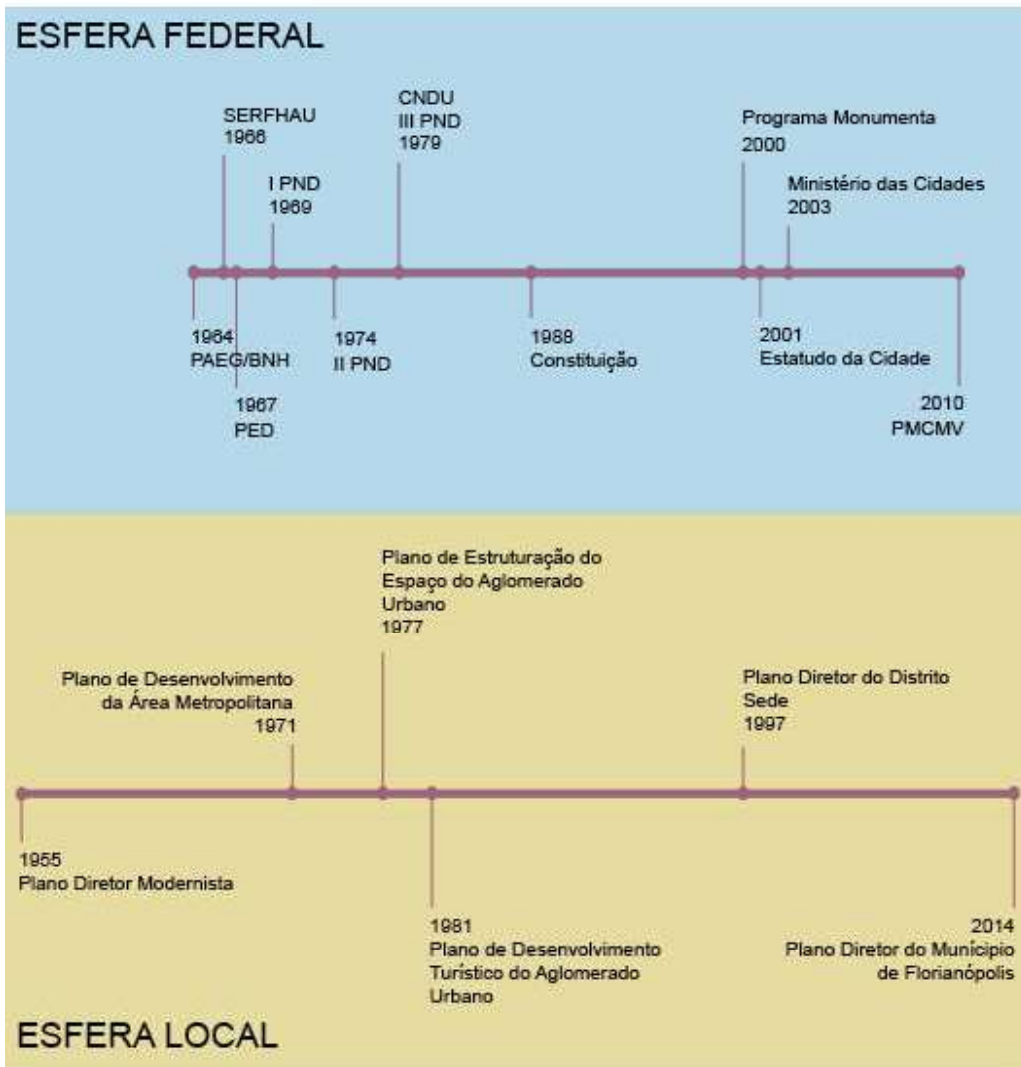 ESFERA FEDERAL
SERFHAU
1966
I PND
1969
CNDU
III PND
1979
Programa Monumenta
2000
Ministério das Cidades
2003
1964
PAEG/BNH
1967
PED
1974
II PND
1988
Constituição
2001
Estatudo da Cidade
2010
PMCMV
Plano de Estruturação do
Espaço do Aglomerado
Urbano
1977
Plano de Desenvolvimento
da Área Metropolitana
1971
Plano Diretor do Distrito
Sede
1997
1955
Plano Diretor Modernista
1981
Plano de Desenvolvimento
Turístico do Aglomerado
Urbano
2014
Plano Diretor do Munícipio
de Florianópolis
ESFERA LOCAL